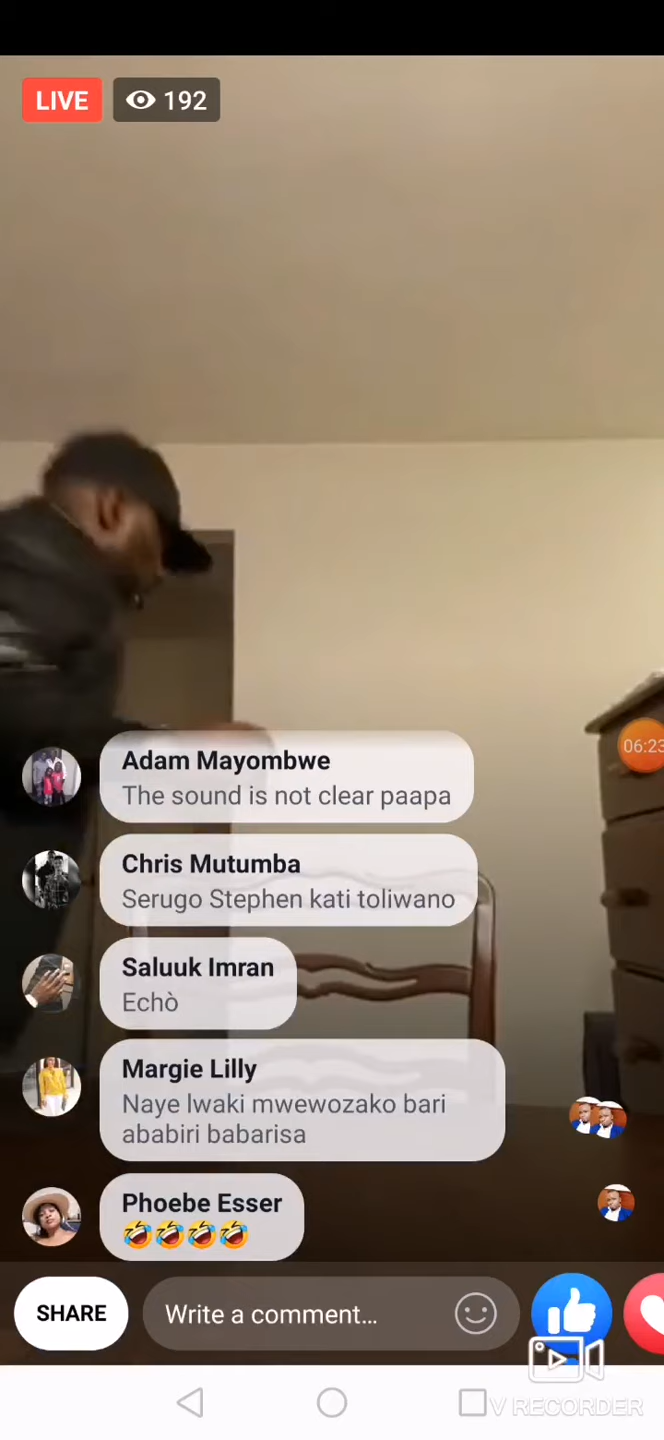 LIVE
192
06:23
Adam Mayombwe
The sound is not clear paapa
Chris Mutumba
Serugo Stephen kati toliwano
Saluuk Imran
Echò
Margie Lilly
Naye lwaki mwewozako bari
ababiri babarisa
Phoebe Esser
🤣🤣🤣🤣
SHARE
Write a comment...
V RECORDER